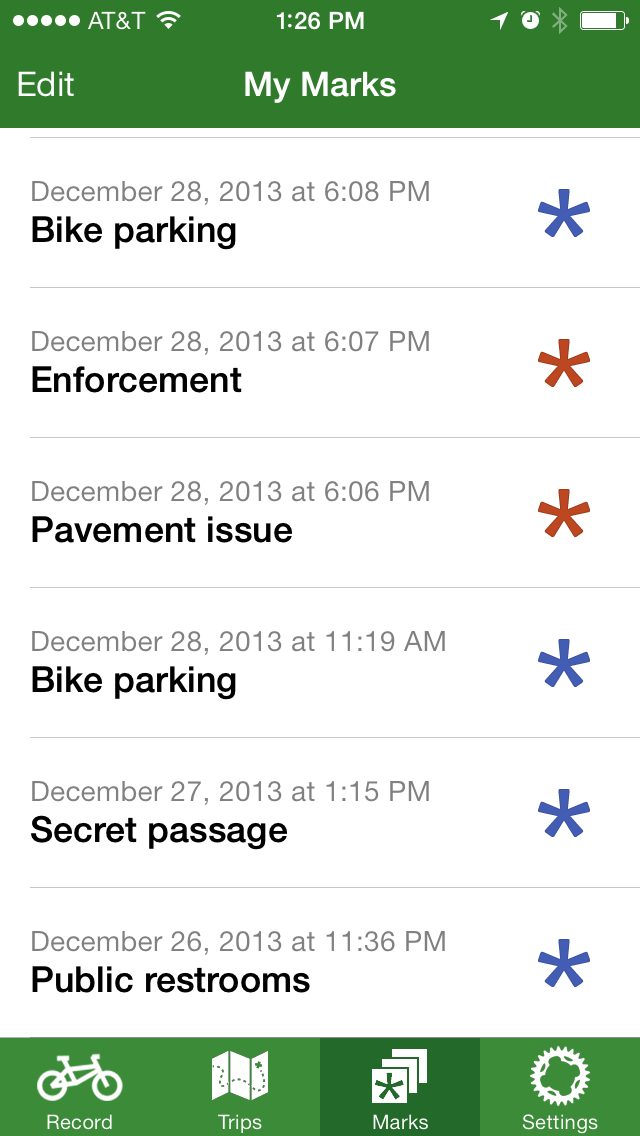 AT&T 1:26 PM
Edit My Marks
December 28, 2013 at 6:08 PM
Bike parking
December 28, 2013 at 6:07 PM
Enforcement
December 28, 2013 at 6:06 PM
Pavement issue
December 28, 2013 at 11:19 AM
Bike parking
December 27, 2013 at 1:15 PM
Secret passage
December 26, 2013 at 11:36 PM
Public restrooms
Record Trips Marks Settings